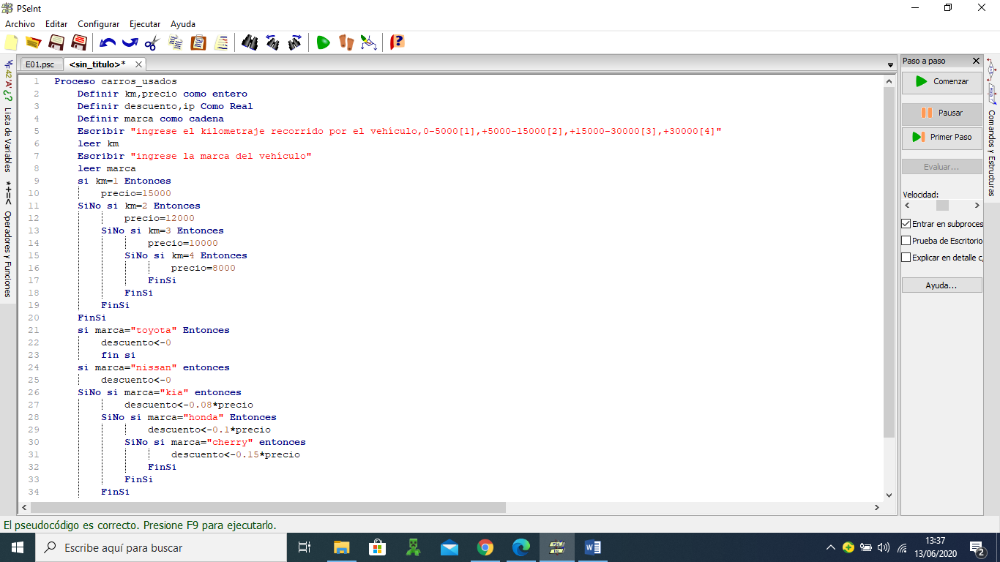 PSeInt
Archivo Editar Configurar Ejecutar Ayuda
E01.psc <sin_titulo>*
Paso a paso
1 Proceso carros_usados
2 Definir km,precio como entero
3 Definir descuento,ip Como Real
4 Definir marca como cadena
5 Escribir "ingrese el kilometraje recorrido por el vehículo,0-5000[1],+5000-15000[2],+15000-30000[3],+30000[4]"
6 leer km
7 Escribir "ingrese la marca del vehículo"
8 leer marca
9 si km=1 Entonces
10 precio=15000
11 SiNo si km=2 Entonces
12 precio=12000
13 SiNo si km=3 Entonces
14 precio=10000
15 SiNo si km=4 Entonces
16 precio=8000
17 FinSi
18 FinSi
19 FinSi
20 FinSi
21 si marca="toyota" Entonces
22 descuento<-0
23 fin si
24 si marca="nissan" entonces
25 descuento<-0
26 SiNo si marca="kia" entonces
27 descuento<-0.08*precio
28 SiNo si marca="honda" Entonces
29 descuento<-0.1*precio
30 SiNo si marca="cherry" entonces
31 descuento<-0.15*precio
32 FinSi
33 FinSi
34 FinSi
Lista de Variables
Operadores y Funciones
Comenzar
Pausar
Primer Paso
Evaluar...
Velocidad:
Entrar en subproces
Prueba de Escritorio
Explicar en detalle c
Ayuda...
Comandos y Estructuras
El pseudocódigo es correcto. Presione F9 para ejecutarlo.
Escribe aquí para buscar
13:37
13/06/2020
2